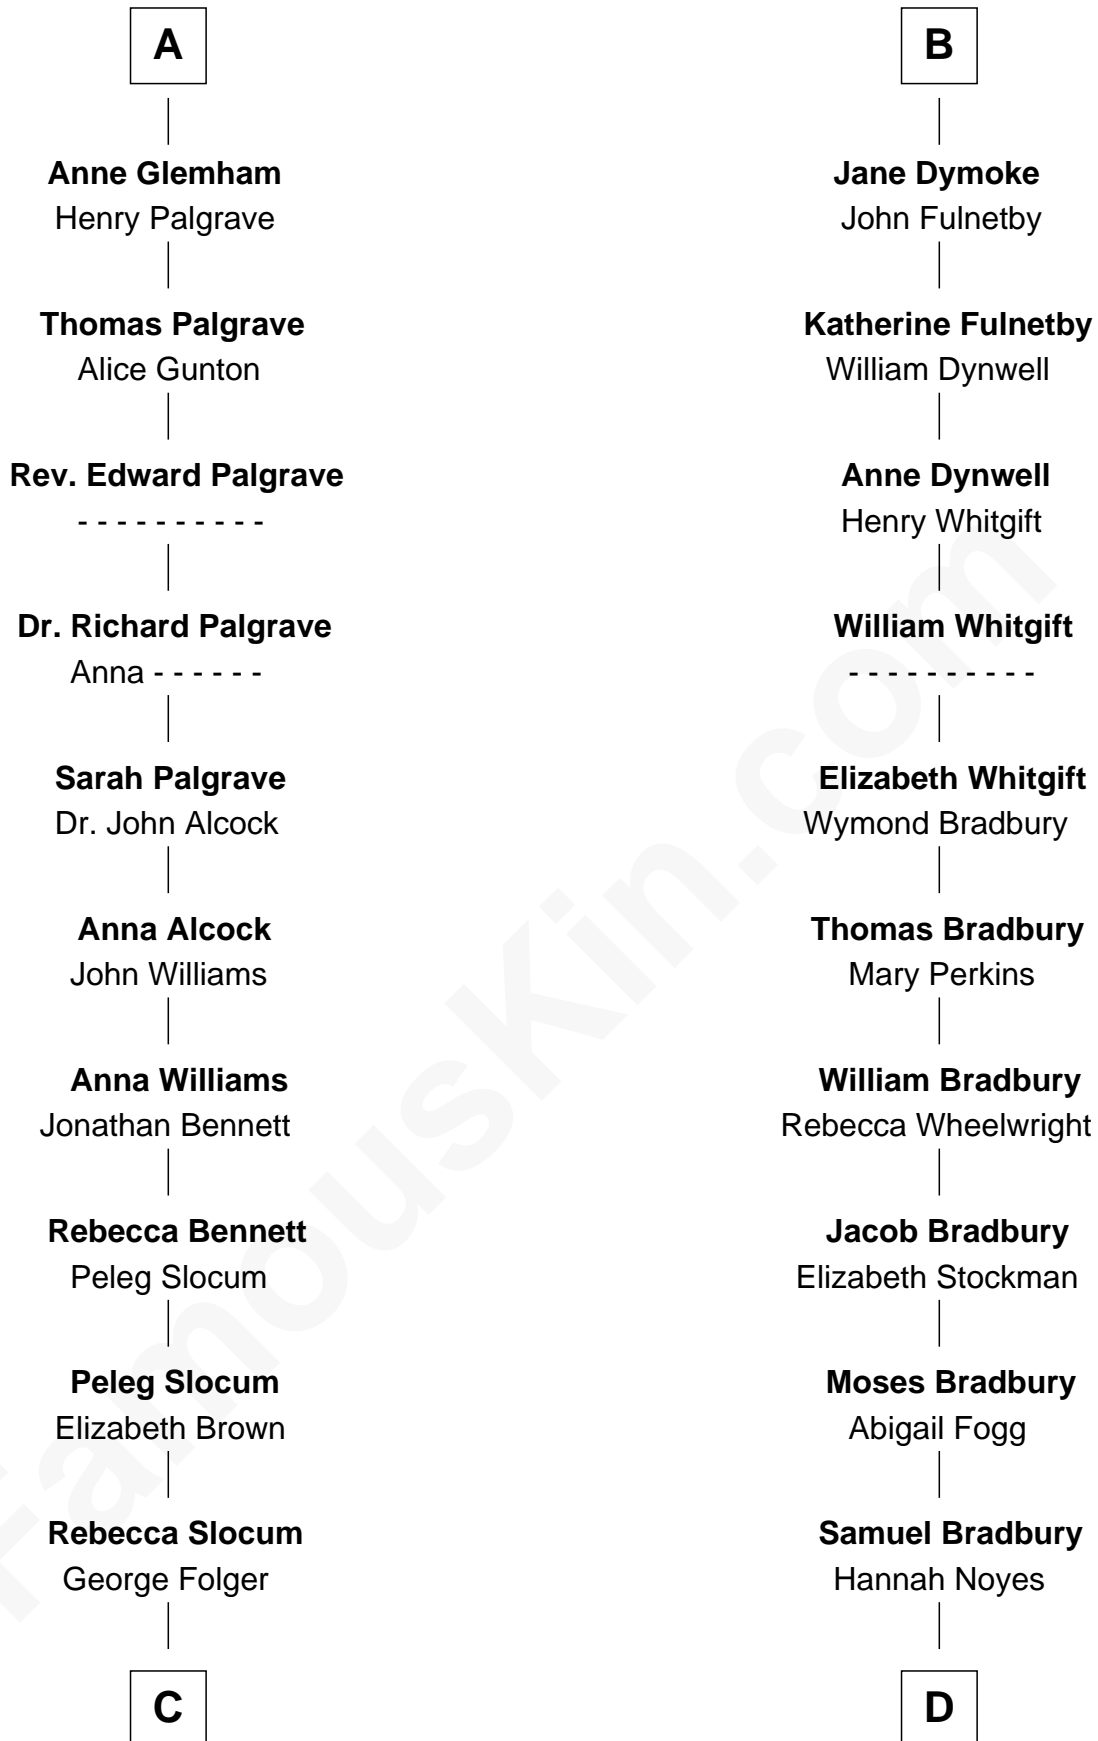 A
Anne Glemham
Henry Palgrave
Thomas Palgrave
Alice Gunton
Rev. Edward Palgrave
- - - - - - - - - -
Dr. Richard Palgrave
Anna - - - - - -
Sarah Palgrave
Dr. John Alcock
Anna Alcock
John Williams
Anna Williams
Jonathan Bennett
Rebecca Bennett
Peleg Slocum
Peleg Slocum
Elizabeth Brown
Rebecca Slocum
George Folger
C
B
Jane Dymoke
John Fulnetby
Katherine Fulnetby
William Dynwell
Anne Dynwell
Henry Whitgift
William Whitgift
- - - - - - - - - -
Elizabeth Whitgift
Wymond Bradbury
Thomas Bradbury
Mary Perkins
William Bradbury
Rebecca Wheelwright
Jacob Bradbury
Elizabeth Stockman
Moses Bradbury
Abigail Fogg
Samuel Bradbury
Hannah Noyes
D
FamousKin.com